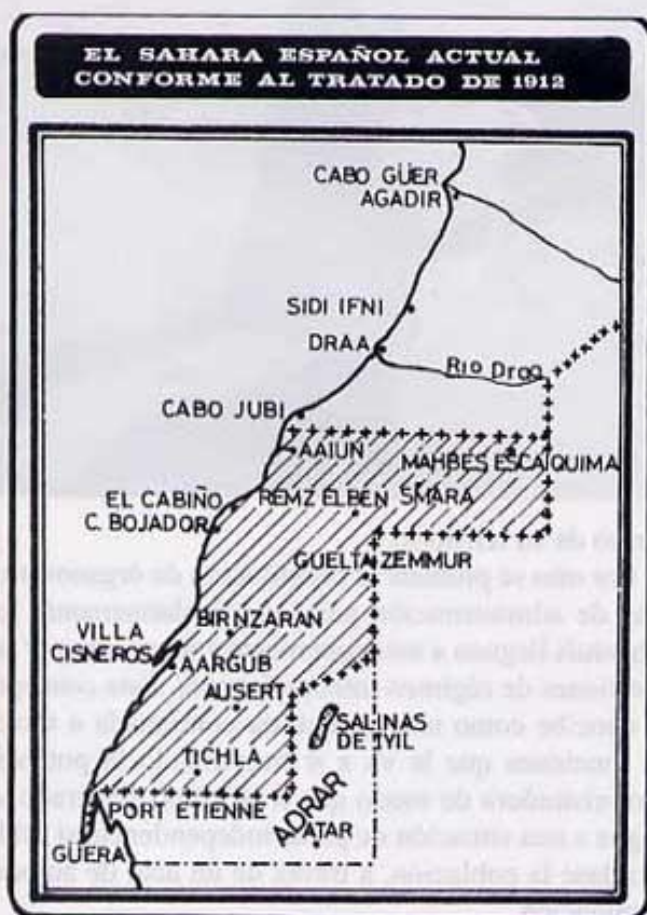 EL SAHARA ESPAÑOL ACTUAL
CONFORME AL TRATADO DE 1912
CABO GÜER
AGADIR
SIDI IFNI
DRAA
RIO Draa
CABO JUBI
AAIUN
MAHBES ESCAIQUIMA
EL CABIÑO
REMZ ELBEN
SMARA
C. BOJADOR
GUELTA ZEMMUR
BIRNZARAN
VILLA
CISNEROS
AARGUB
AUSERT
SALINAS
DE IYIL
TICHLA
ADRAR
PORT ETIENNE
ATAR
GÜERA